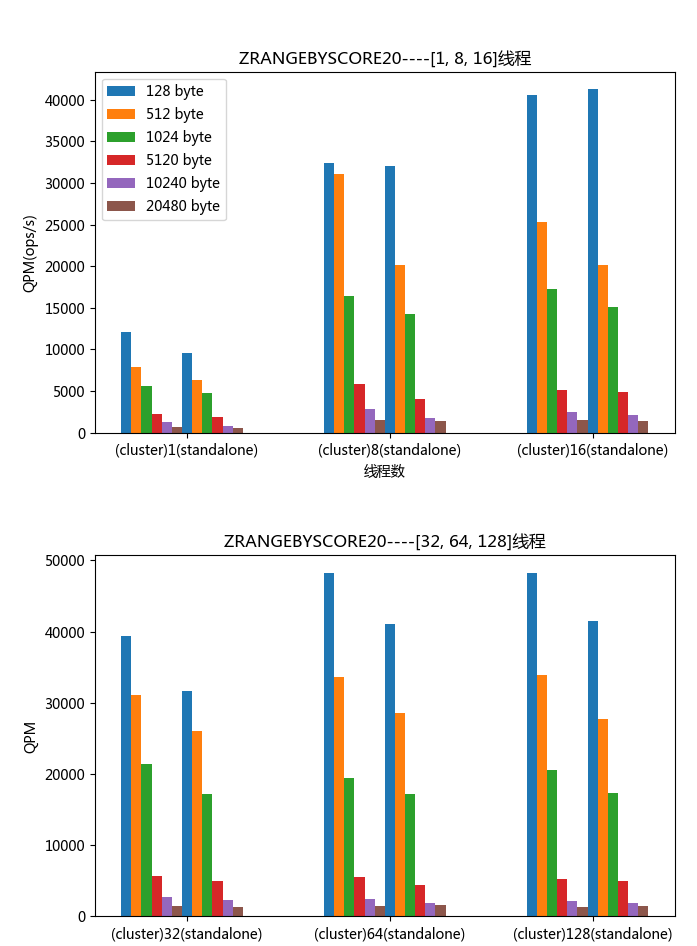 ZRANGEBYSCORE20----[1, 8, 16]线程
40000
35000
30000
25000
20000
15000
10000
5000
0
QPM(ops/s)
128 byte
512 byte
1024 byte
5120 byte
10240 byte
20480 byte
(cluster)1(standalone)
(cluster)8(standalone)
(cluster)16(standalone)
线程数
ZRANGEBYSCORE20----[32, 64, 128]线程
50000
40000
30000
20000
10000
0
QPM
(cluster)32(standalone)
(cluster)64(standalone)
(cluster)128(standalone)